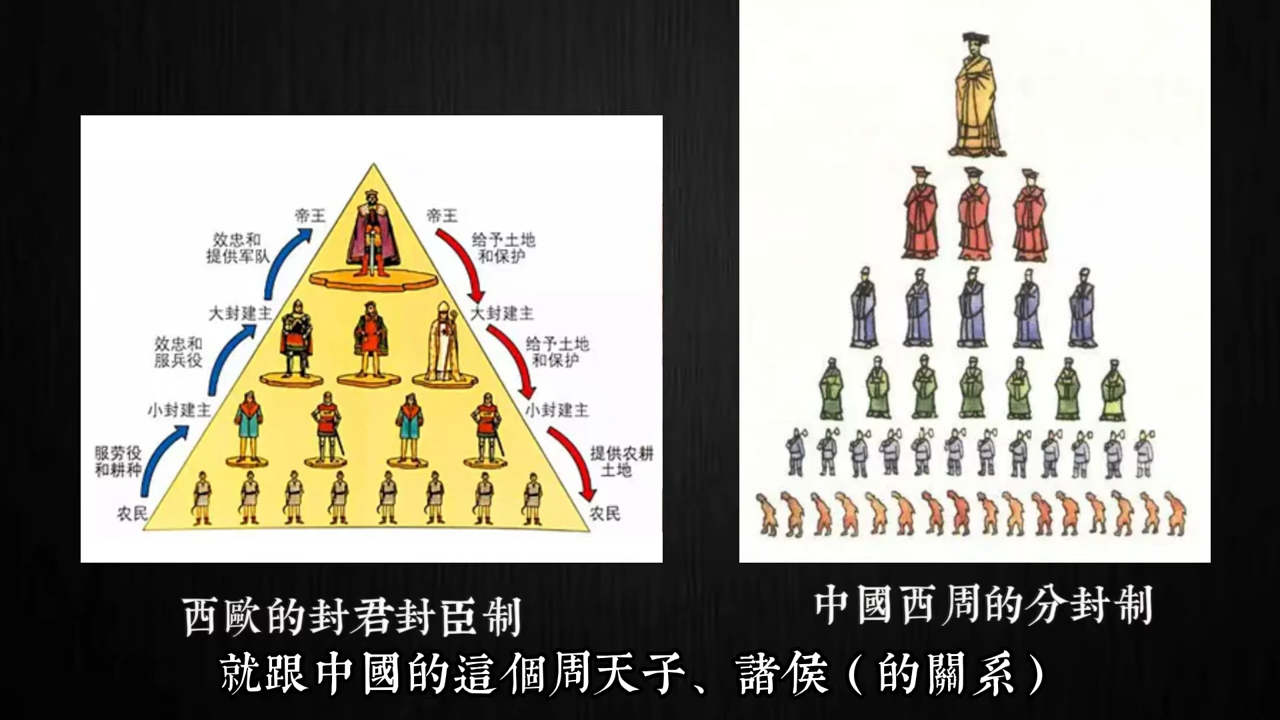 帝王
帝王
效忠和
提供军队
给予土地
和保护
大封建主
大封建主
效忠和
服兵役
给予土地
和保护
小封建主
小封建主
服劳役
和耕种
提供农耕
土地
农民
农民
西歐的封君封臣制
中國西周的分封制
就跟中國的這個周天子、諸侯（的關系）